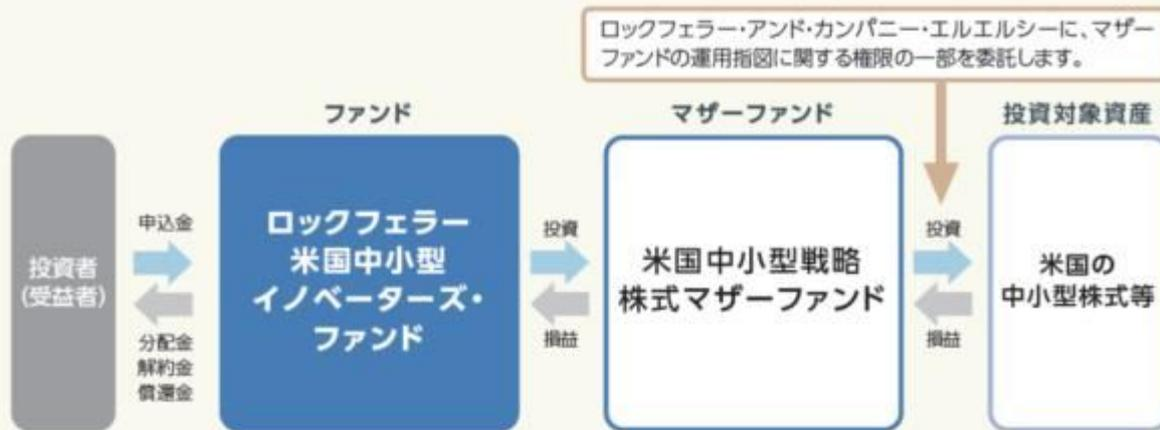 ロックフェラー・アンド・カンパニー・エルエルシーに、マザー
ファンドの運用指図に関する権限の一部を委託します。
ファンド
マザーファンド
投資対象資産
投資者
(受益者)
申込金
分配金
解約金
償還金
ロックフェラー
米国中小型
イノベーターズ・
ファンド
投資
損益
米国中小型戦略
株式マザーファンド
投資
損益
米国の
中小型株式等